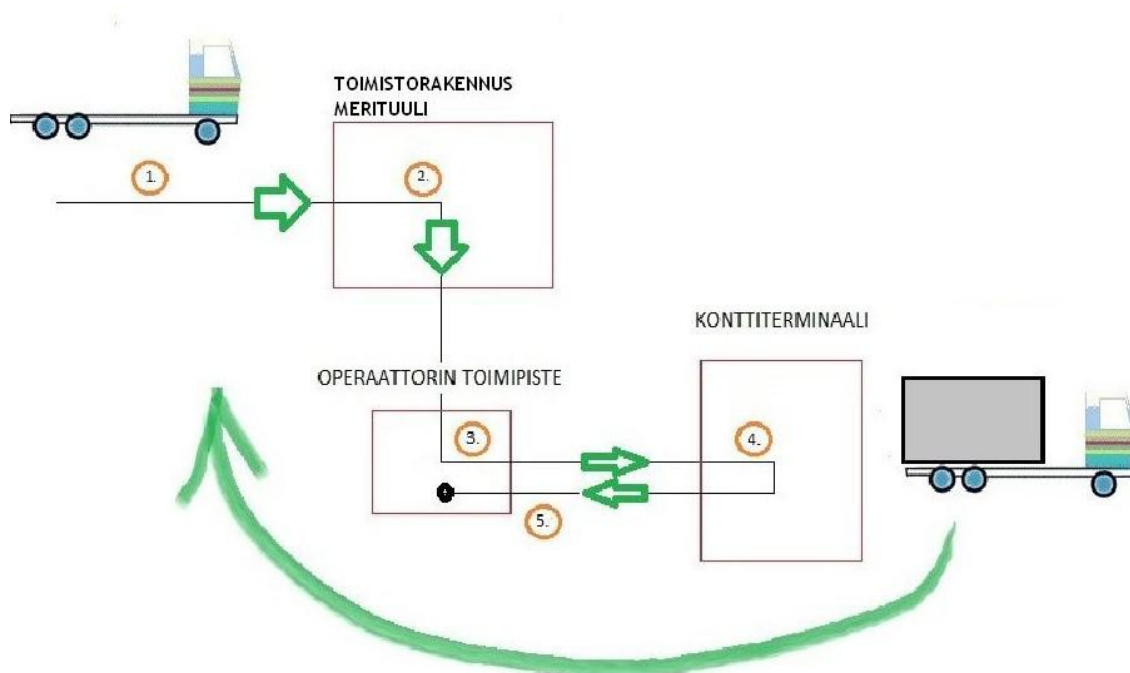 TOIMISTORAKENNUS
MERITUULI
1.
2.
KONTTITERMINAALI
OPERAATTORIN TOIMIPISTE
3.
4.
5.